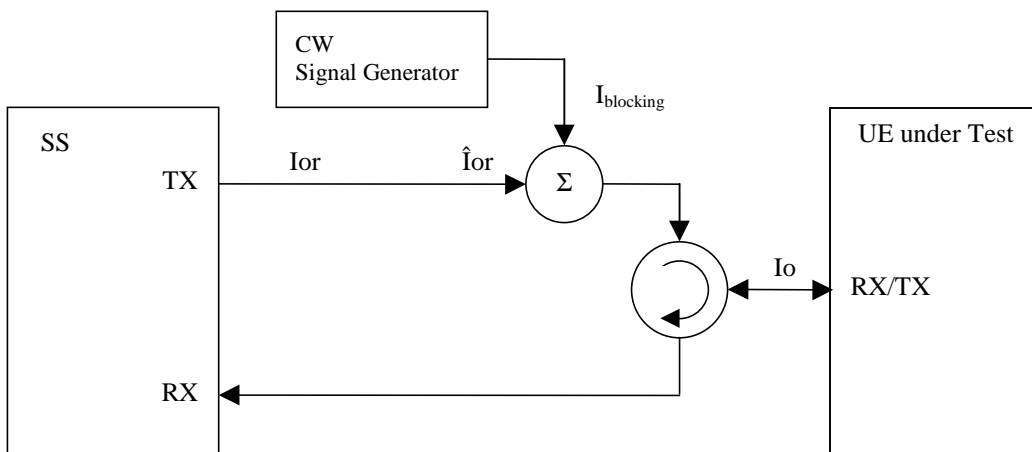 CW
Signal Generator
I_blocking
SS
UE under Test
Ior
Îor
TX
Σ
Io
RX/TX
RX